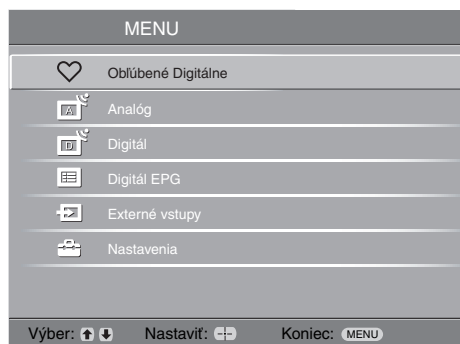 MENU
Obľúbené Digitálne
Analóg
Digitál
Digitál EPG
Externé vstupy
Nastavenia
Výber: Nastaviť: Koniec: MENU